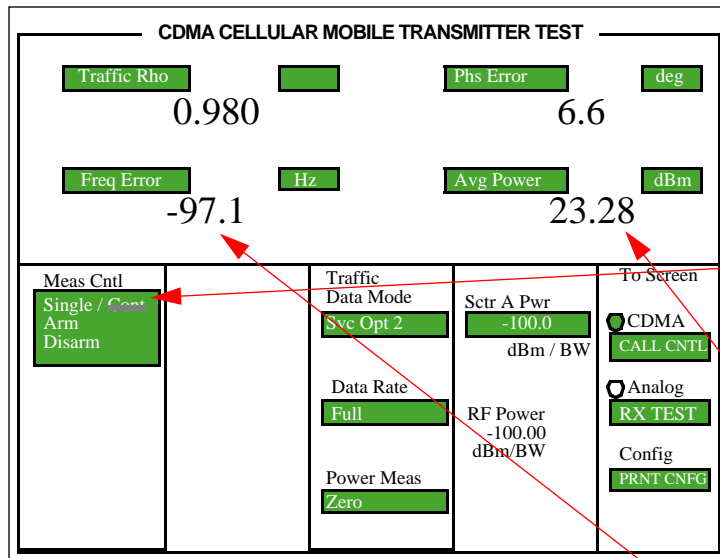 CDMA CELLULAR MOBILE TRANSMITTER TEST
Traffic Rho
0.980
Phs Error deg
6.6
Freq Error Hz
-97.1
Avg Power dBm
23.28
Meas Cntl
Single / Cont
Arm
Disarm
Traffic
Data Mode
Svc Opt 2
Data Rate
Full
Power Meas
Zero
Sctr A Pwr
-100.0
dBm / BW
RF Power
-100.00
dBm/BW
To Screen
CDMA
CALL CNTL
Analog
RX TEST
Config
PRNT CNFG